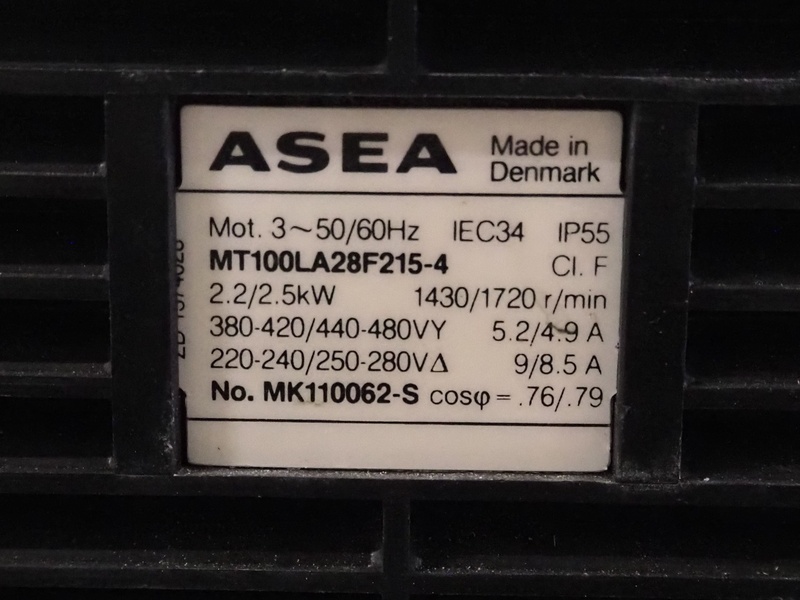 ASEA Made in Denmark
Mot. 3~50/60Hz IEC34 IP55
MT100LA28F215-4 Cl. F
2.2/2.5kW 1430/1720 r/min
380-420/440-480VY 5.2/4.9 A
220-240/250-280V∆ 9/8.5 A
No. MK110062-S cosφ = .76/.79